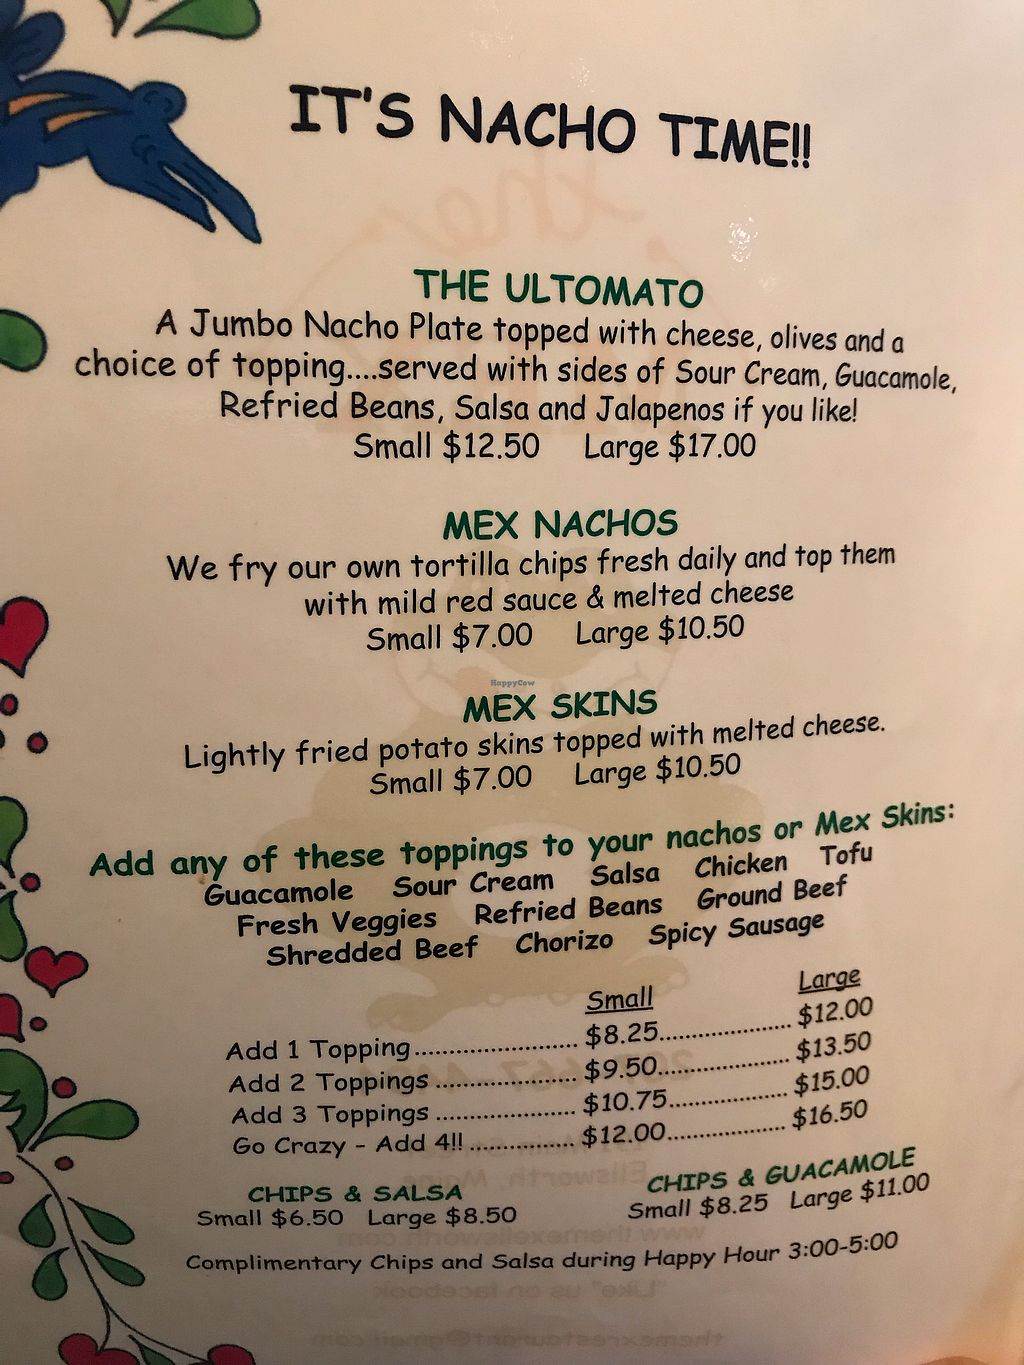 IT'S NACHO TIME!!
THE ULTOMATO
A Jumbo Nacho Plate topped with cheese, olives and a
choice of topping....served with sides of Sour Cream, Guacamole,
Refried Beans, Salsa and Jalapenos if you like!
Small $12.50 Large $17.00
MEX NACHOS
We fry our own tortilla chips fresh daily and top them
with mild red sauce & melted cheese
Small $7.00 Large $10.50
HappyCow
MEX SKINS
Lightly fried potato skins topped with melted cheese.
Small $7.00 Large $10.50
Add any of these toppings to your nachos or Mex Skins:
Guacamole Sour Cream Salsa Chicken Tofu
Fresh Veggies Refried Beans Ground Beef
Shredded Beef Chorizo Spicy Sausage
Small Large
Add 1 Topping.......................... $8.25..................... $12.00
Add 2 Toppings ...................... $9.50..................... $13.50
Add 3 Toppings ...................... $10.75.................. $15.00
Go Crazy - Add 4!! ................ $12.00.................. $16.50
CHIPS & SALSA CHIPS & GUACAMOLE
Small $6.50 Large $8.50 Small $8.25 Large $11.00
Complimentary Chips and Salsa during Happy Hour 3:00-5:00